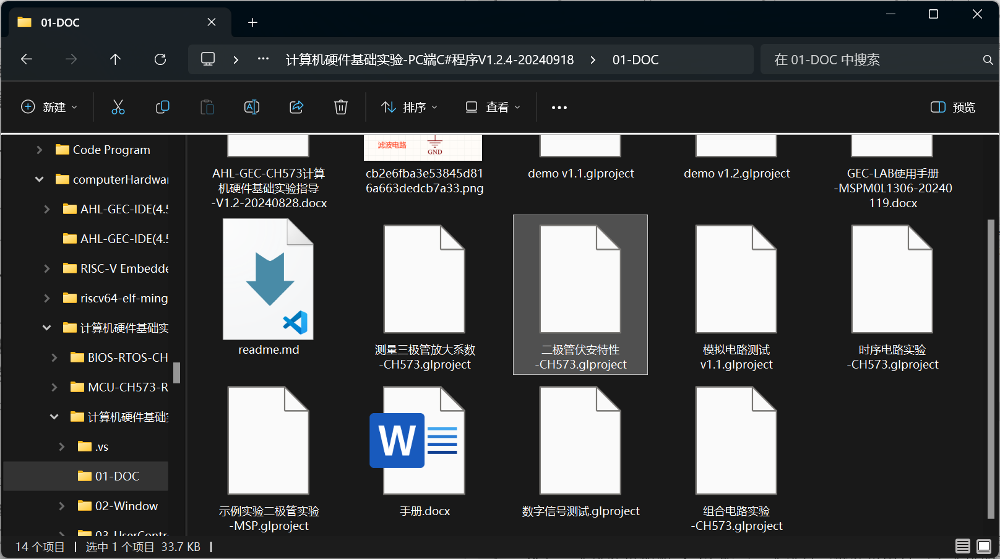 01-DOC
计算机硬件基础实验-PC端C#程序V1.2.4-20240918
01-DOC
在 01-DOC 中搜索
新建
排序
查看
预览
Code Program
computerHardwar
AHL-GEC-IDE(4.5
AHL-GEC-IDE(4.5
RISC-V Embedde
riscv64-elf-ming
计算机硬件基础实
BIOS-RTOS-CH
MCU-CH573-R
计算机硬件基础实
.vs
01-DOC
02-Window
03-UserContr
滤波电路
GND
AHL-GEC-CH573计算
机硬件基础实验指导
-V1.2-20240828.docx
cb2e6fba3e53845d81
6a663dedcb7a33.png
demo v1.1.glproject
demo v1.2.glproject
GEC-LAB使用手册
-MSPM0L1306-20240
119.docx
readme.md
测量三极管放大系数
-CH573.glproject
二极管伏安特性
-CH573.glproject
模拟电路测试
v1.1.glproject
时序电路实验
-CH573.glproject
W
示例实验二极管实验
-MSP.glproject
手册.docx
数字信号测试.glproject
组合电路实验
-CH573.glproject
14 个项目
选中 1 个项目 33.7 KB